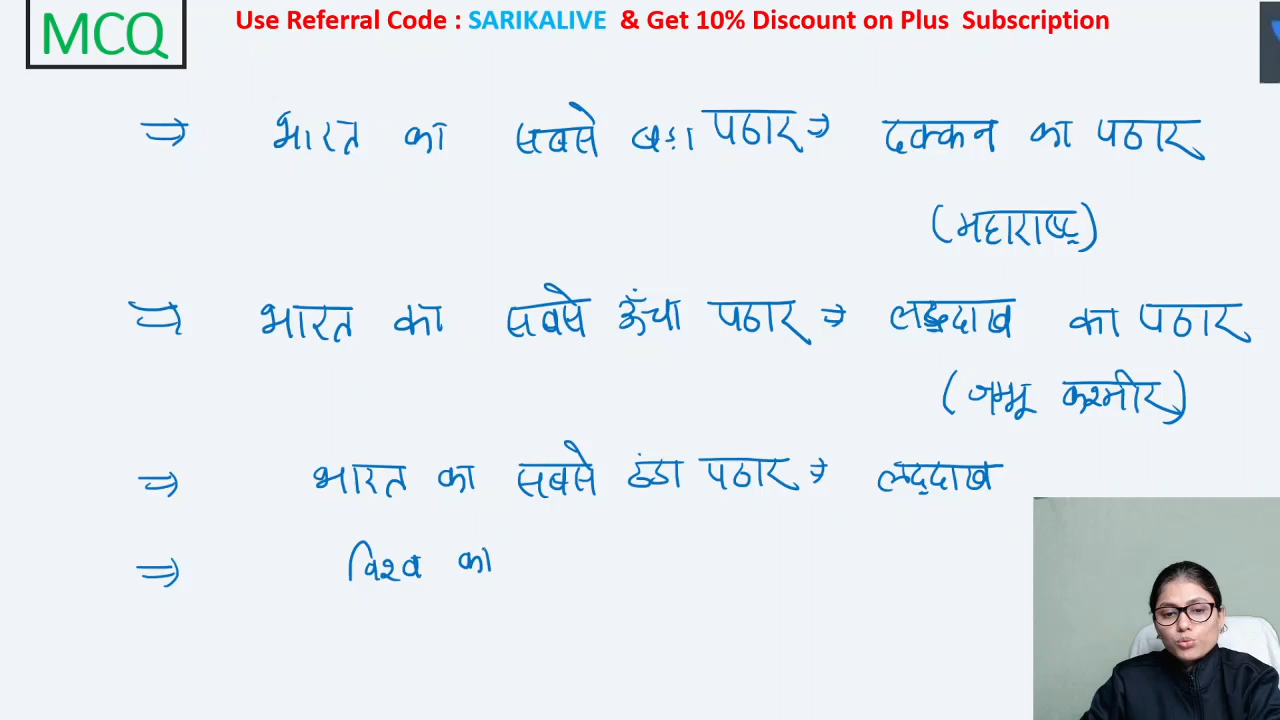 Use Referral Code : SARIKALIVE & Get 10% Discount on Plus Subscription
MCQ
⇒ भारत का सबसे बड़ा पठार ⇒ दक्कन का पठार
(महाराष्ट्र)
⇒ भारत का सबसे ऊँचा पठार ⇒ लद्दाख का पठार
(जम्मू कश्मीर)
⇒ भारत का सबसे ठंडा पठार ⇒ लद्दाख
⇒ विश्व का